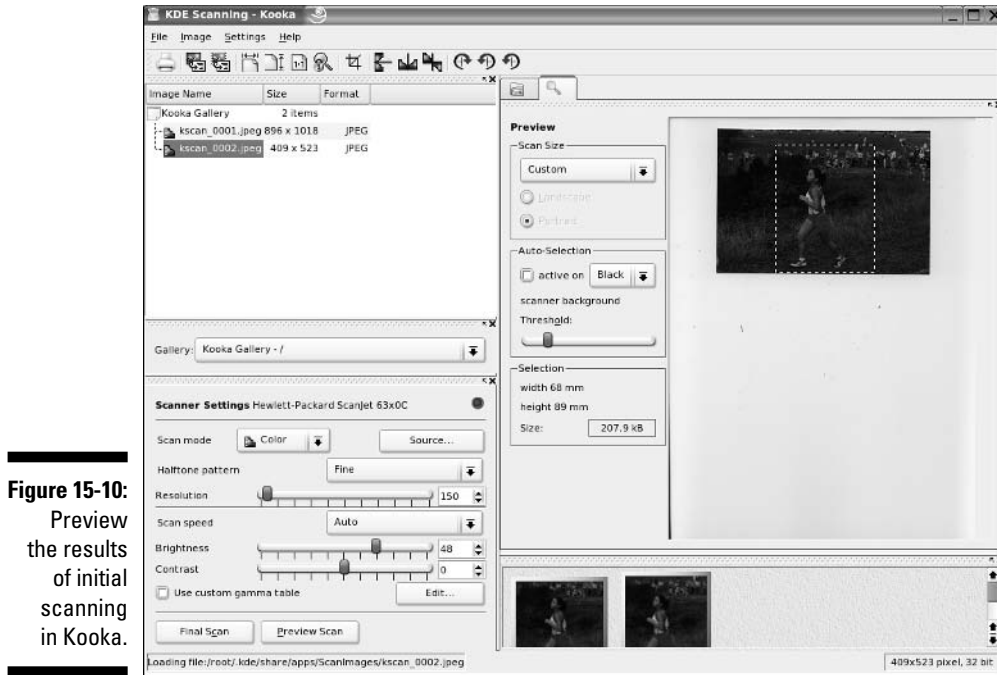 KDE Scanning - Kooka
File Image Settings Help
Image Name Size Format
Kooka Gallery 2 items
kscan_0001.jpeg 896 x 1018 JPEG
kscan_0002.jpeg 409 x 523 JPEG
Gallery: Kooka Gallery - /
Scanner Settings Hewlett-Packard ScanJet 63x0C
Scan mode Color Source...
Halftone pattern Fine
Resolution 150
Scan speed Auto
Brightness 48
Contrast 0
Use custom gamma table Edit...
Final Scan Preview Scan
Loading file:/root/.kde/share/apps/ScanImages/kscan_0002.jpeg
Preview
Scan Size
Custom
Landscape
Portrait
Auto-Selection
active on Black
scanner background
Threshold:
Selection
width 68 mm
height 89 mm
Size: 207.9 kB
409x523 pixel, 32 bit
Figure 15-10:
Preview
the results
of initial
scanning
in Kooka.